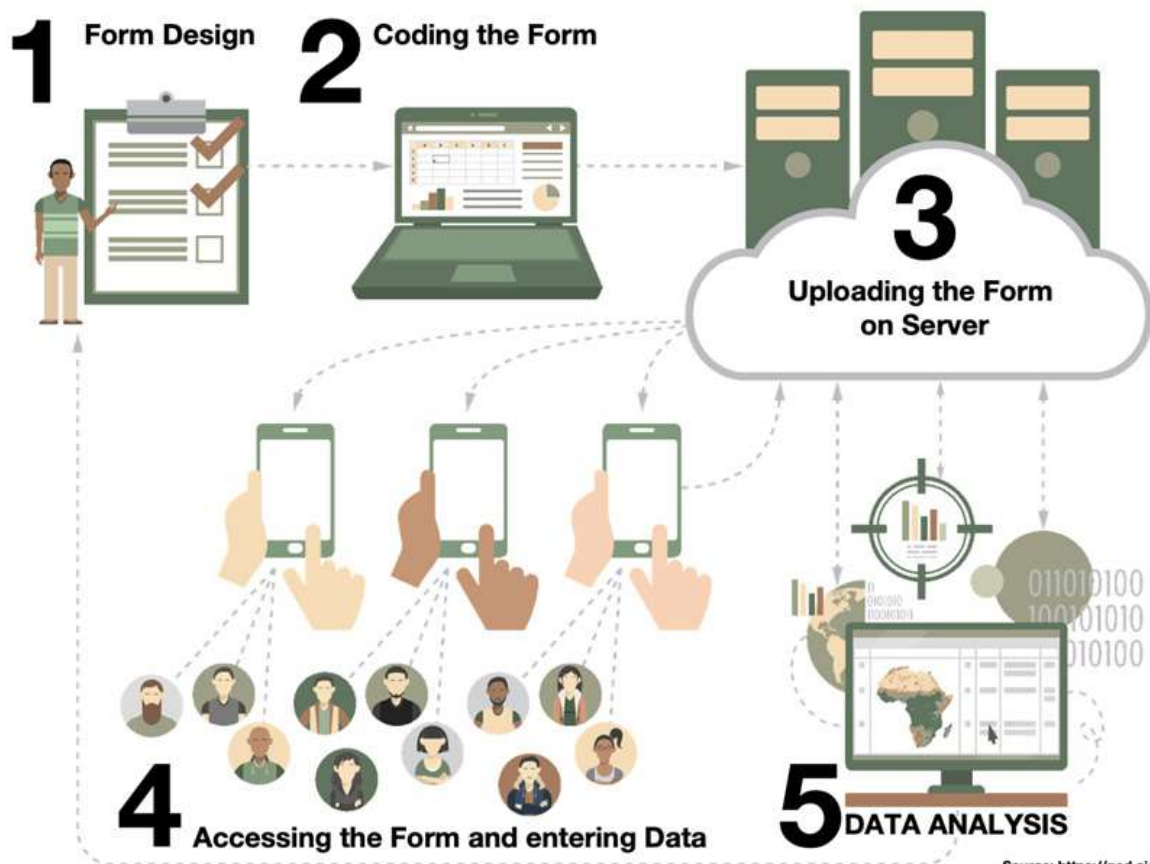 1 Form Design
2 Coding the Form
3
Uploading the Form
on Server
011010100
100101010
010100
4 Accessing the Form and entering Data
5 DATA ANALYSIS